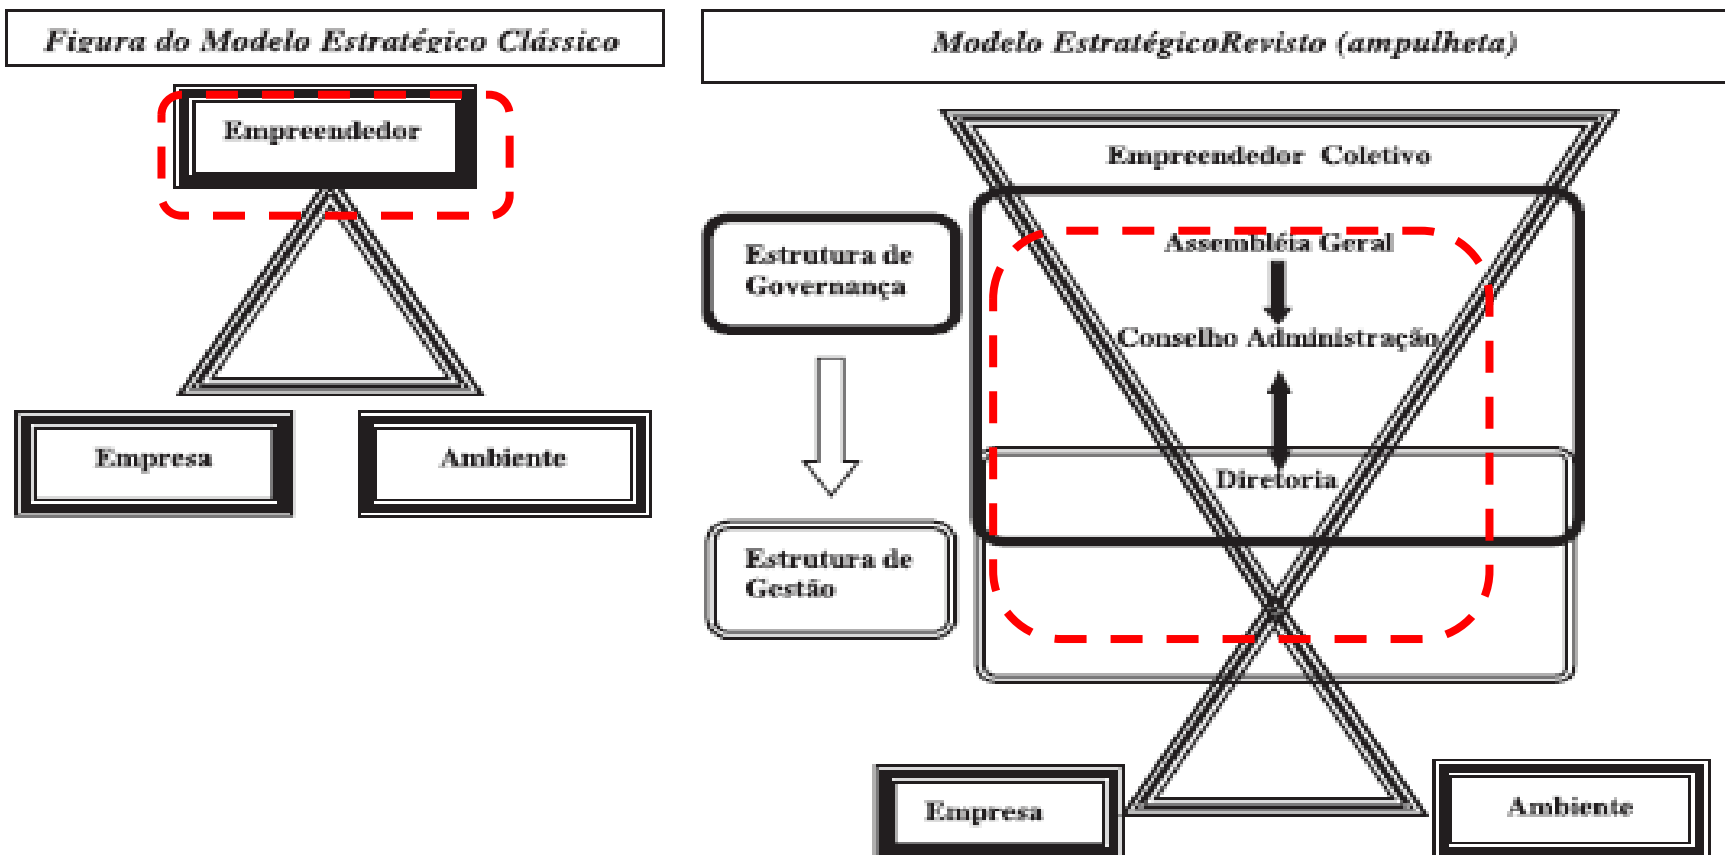 Figura do Modelo Estratégico Clássico
Empreendedor
Empresa
Ambiente
Modelo EstratégicoRevisto (ampulheta)
Empreendedor Coletivo
Estrutura de
Governança
Assembléia Geral
Conselho Administração
Diretoria
Estrutura de
Gestão
Empresa
Ambiente